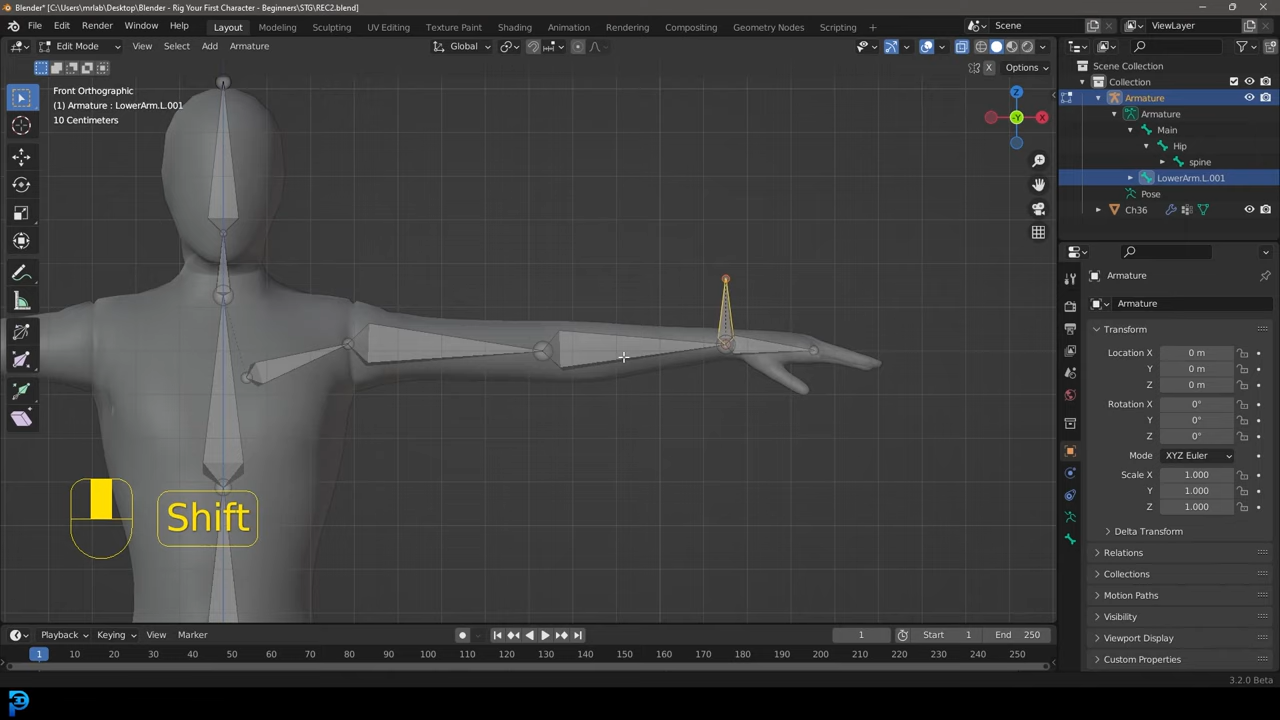 Blender* [C:\Users\mrlab\Desktop\Blender - Rig Your First Character - Beginners\STG\REC2.blend]
File Edit Render Window Help Layout Modeling Sculpting UV Editing Texture Paint Shading Animation Rendering Compositing Geometry Nodes Scripting Scene ViewLayer
Edit Mode View Select Add Armature Global
X Options
Front Orthographic
(1) Armature : LowerArm.L.001
10 Centimeters
Z
-Y X
Shift
Scene Collection
Collection
Armature
Armature
Main
Hip
spine
LowerArm.L.001
Pose
Ch36
Armature
Armature
Transform
Location X 0 m
Y 0 m
Z 0 m
Rotation X 0°
Y 0°
Z 0°
Mode XYZ Euler
Scale X 1.000
Y 1.000
Z 1.000
Delta Transform
Relations
Collections
Motion Paths
Visibility
Viewport Display
Custom Properties
Playback Keying View Marker 1 Start 1 End 250
1 10 20 30 40 50 60 70 80 90 100 110 120 130 140 150 160 170 180 190 200 210 220 230 240 250
3.2.0 Beta